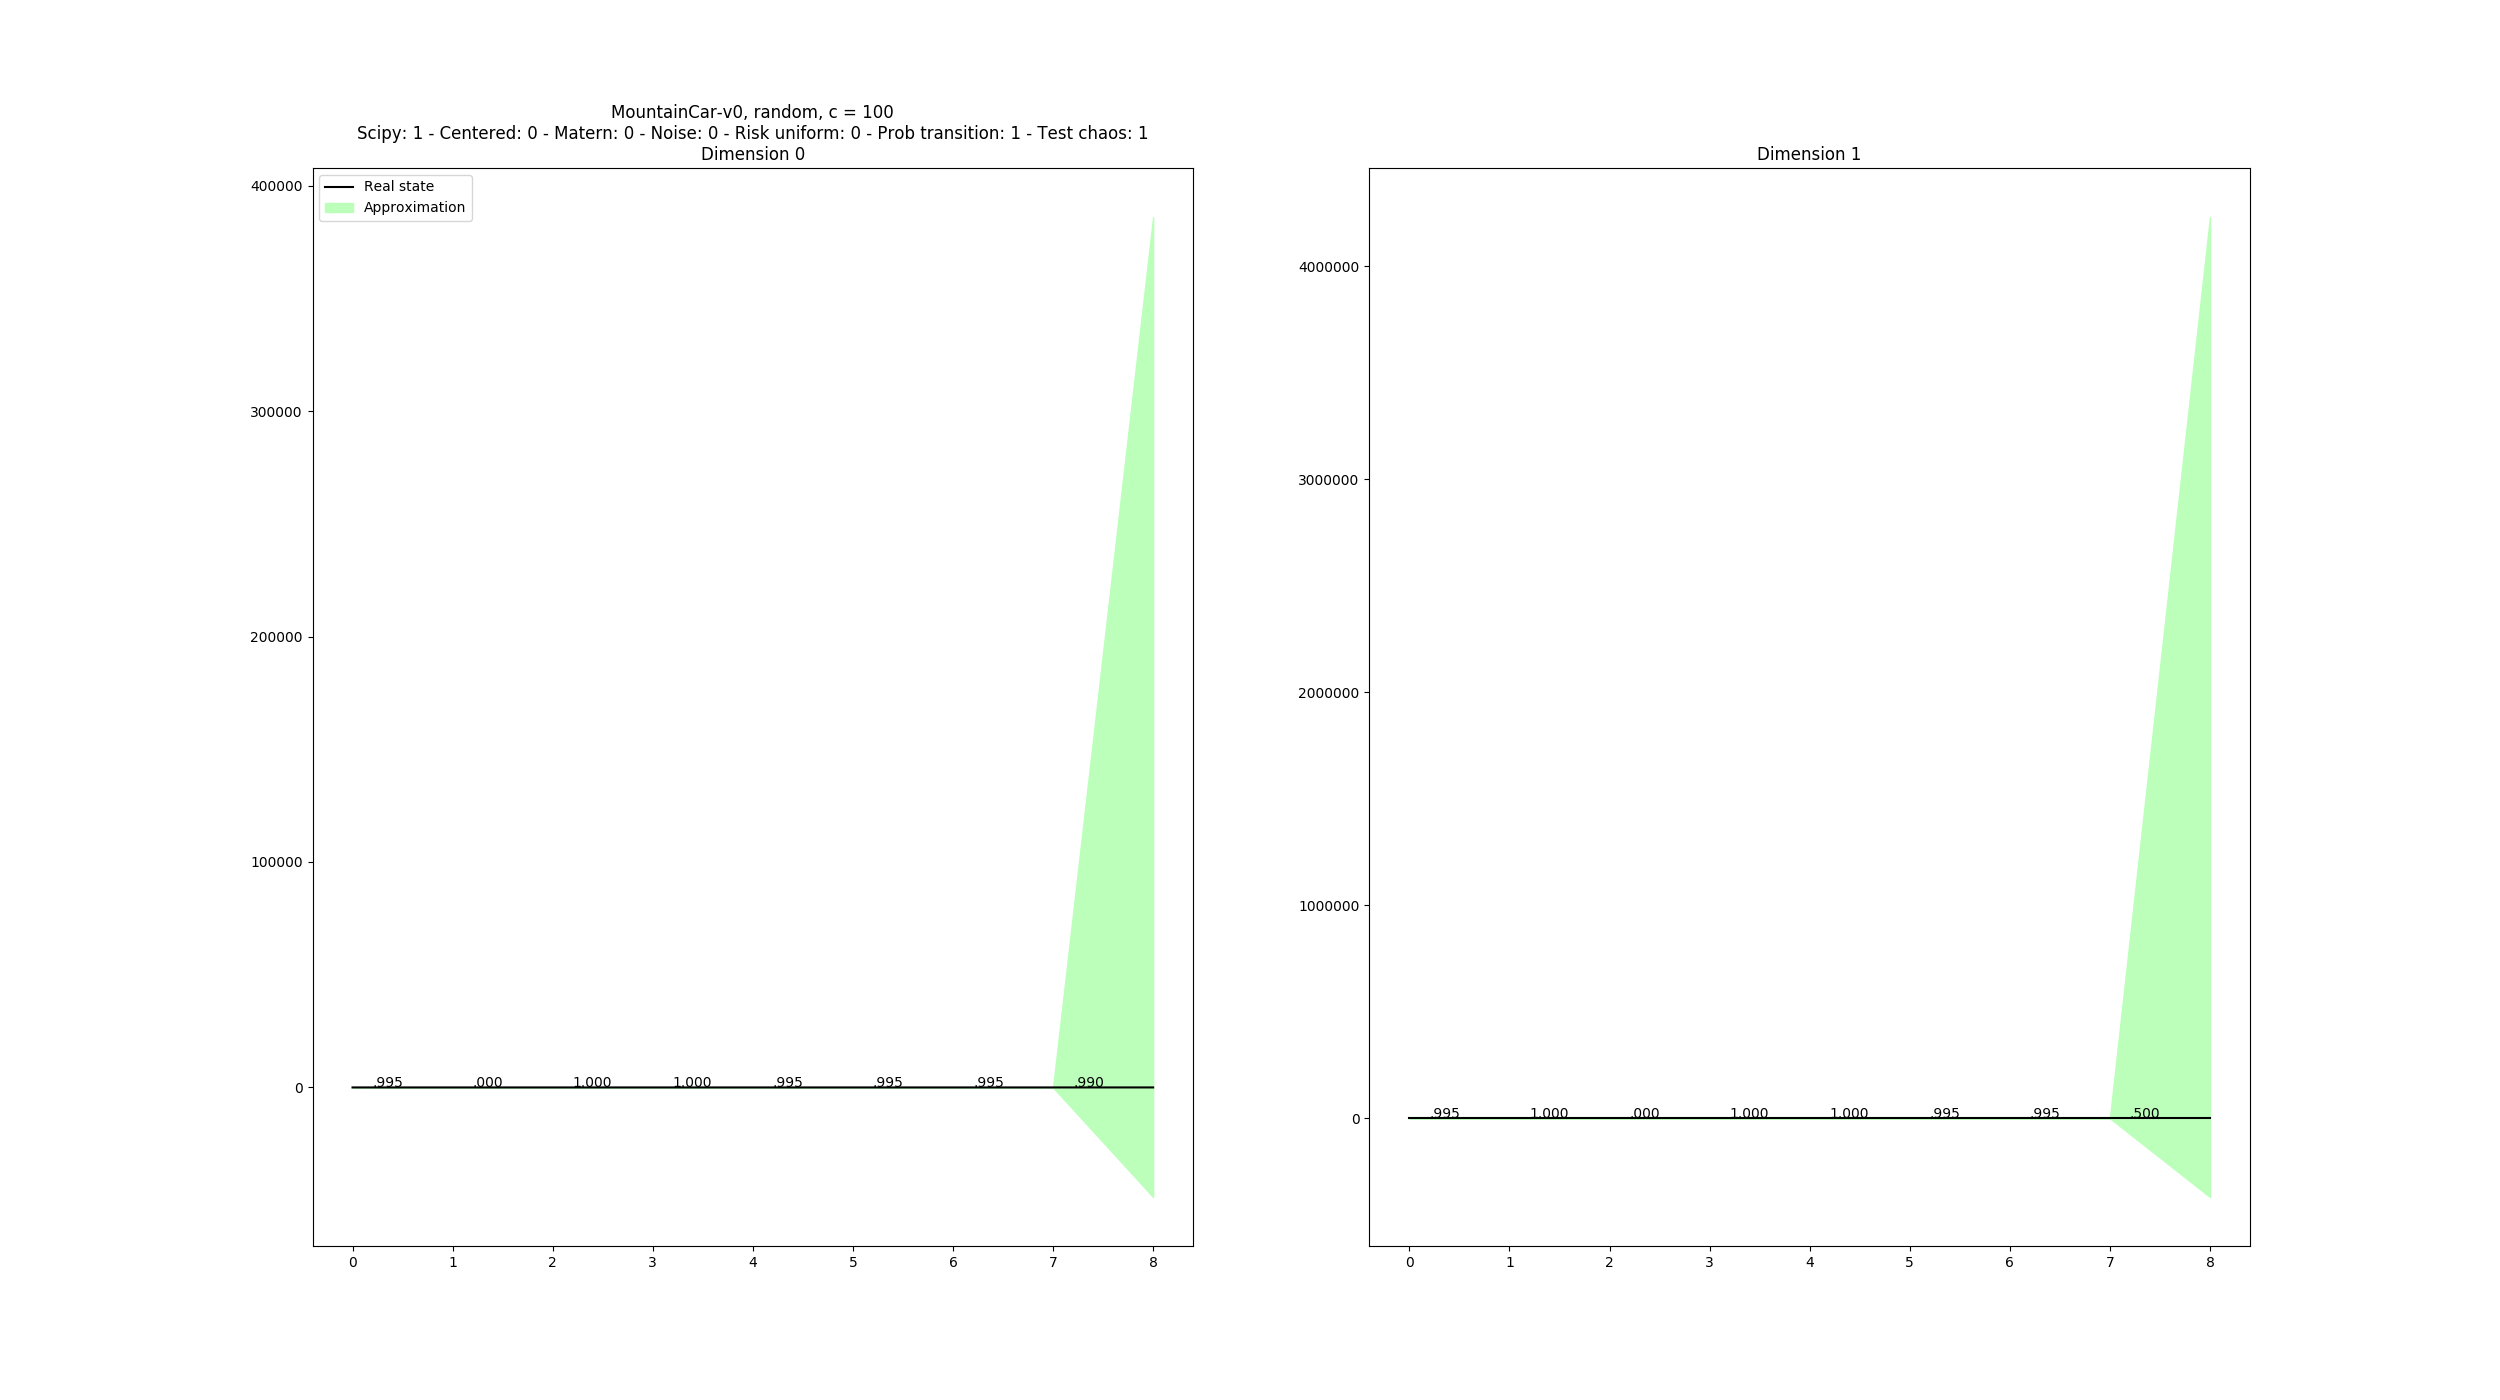 MountainCar-v0, random, c = 100
Scipy: 1 - Centered: 0 - Matern: 0 - Noise: 0 - Risk uniform: 0 - Prob transition: 1 - Test chaos: 1
Dimension 0
Real state
Approximation
400000
300000
200000
100000
0
.995 .000 1.000 1.000 .995 .995 .995 .990
0 1 2 3 4 5 6 7 8
Dimension 1
4000000
3000000
2000000
1000000
0
.995 1.000 .000 1.000 1.000 .995 .995 .500
0 1 2 3 4 5 6 7 8